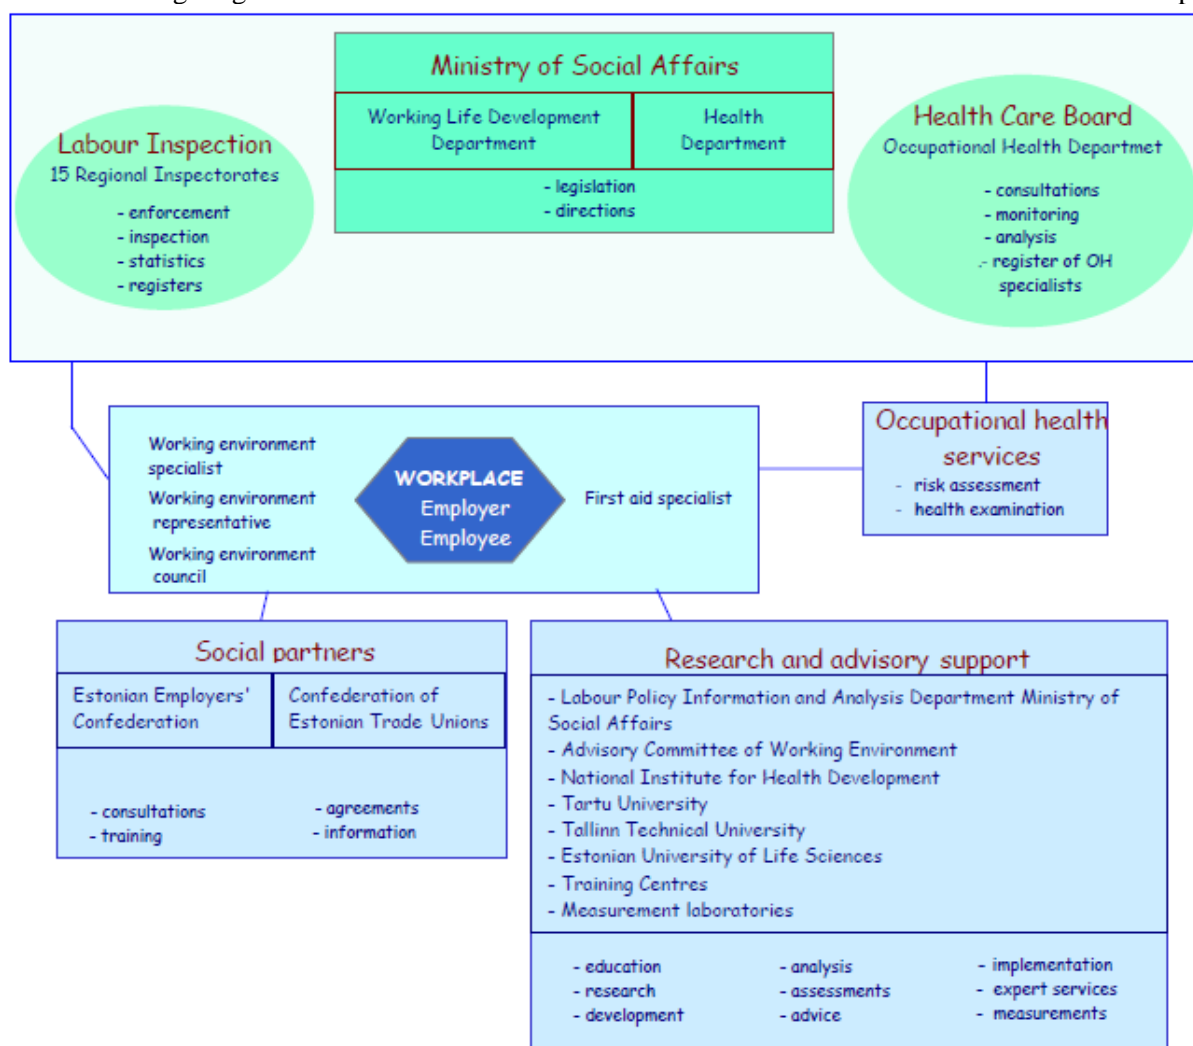 Ministry of Social Affairs
Working Life Development
Department
Health
Department
- legislation
- directions
Labour Inspection
15 Regional Inspectorates
- enforcement
- inspection
- statistics
- registers
Health Care Board
Occupational Health Departmet
- consultations
- monitoring
- analysis
.- register of OH
specialists
Working environment
specialist
Working environment
representative
Working environment
council
WORKPLACE
Employer
Employee
First aid specialist
Occupational health
services
- risk assessment
- health examination
Social partners
Estonian Employers'
Confederation
Confederation of
Estonian Trade Unions
- consultations
- training
- agreements
- information
Research and advisory support
- Labour Policy Information and Analysis Department Ministry of
Social Affairs
- Advisory Committee of Working Environment
- National Institute for Health Development
- Tartu University
- Tallinn Technical University
- Estonian University of Life Sciences
- Training Centres
- Measurement laboratories
- education
- research
- development
- analysis
- assessments
- advice
- implementation
- expert services
- measurements